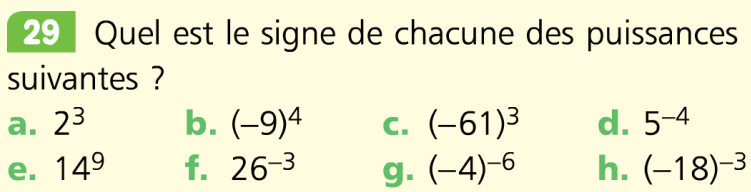 29 Quel est le signe de chacune des puissances
suivantes ?
a. 2³ b. (–9)⁴ c. (–61)³ d. 5⁻⁴
e. 14⁹ f. 26⁻³ g. (–4)⁻⁶ h. (–18)⁻³